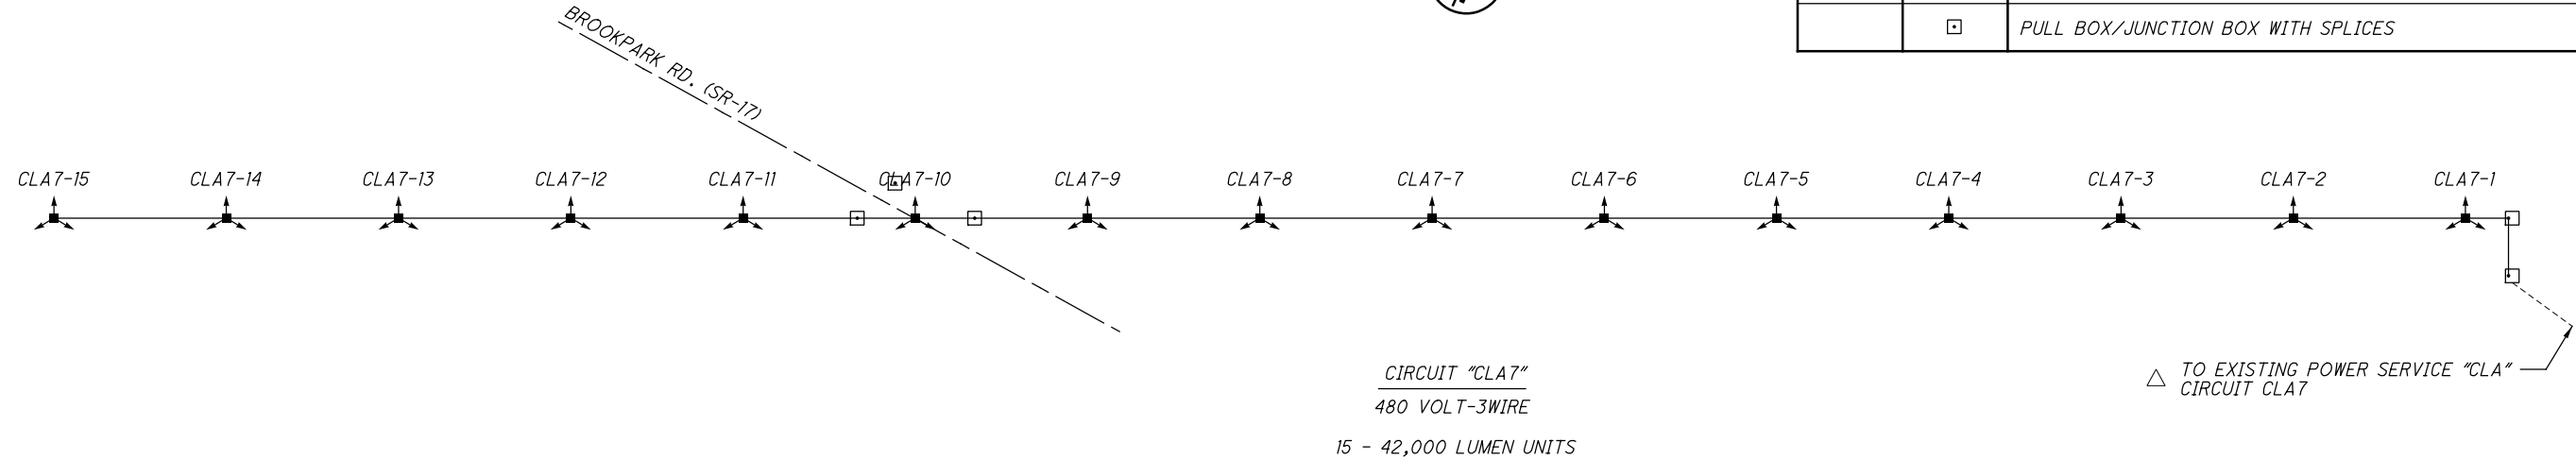 PULL BOX/JUNCTION BOX WITH SPLICES
BROOKPARK RD. (SR-17)
CLA7-15 CLA7-14 CLA7-13 CLA7-12 CLA7-11 CLA7-10 CLA7-9 CLA7-8 CLA7-7 CLA7-6 CLA7-5 CLA7-4 CLA7-3 CLA7-2 CLA7-1
TO EXISTING POWER SERVICE "CLA"
CIRCUIT CLA7
CIRCUIT "CLA7"
480 VOLT-3WIRE
15 - 42,000 LUMEN UNITS